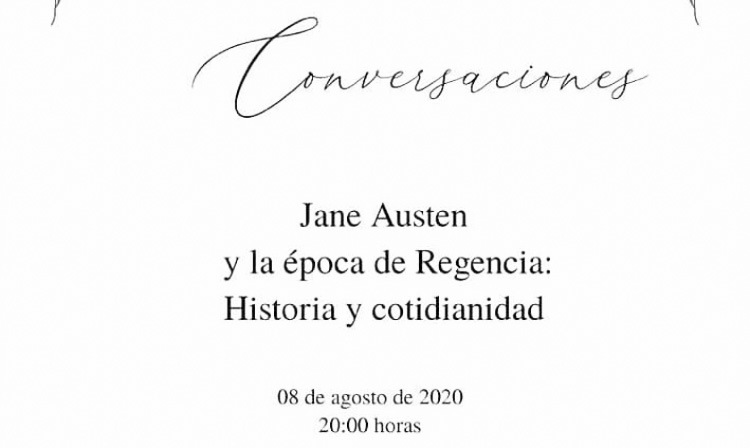 Conversaciones
Jane Austen
y la época de Regencia:
Historia y cotidianidad
08 de agosto de 2020
20:00 horas